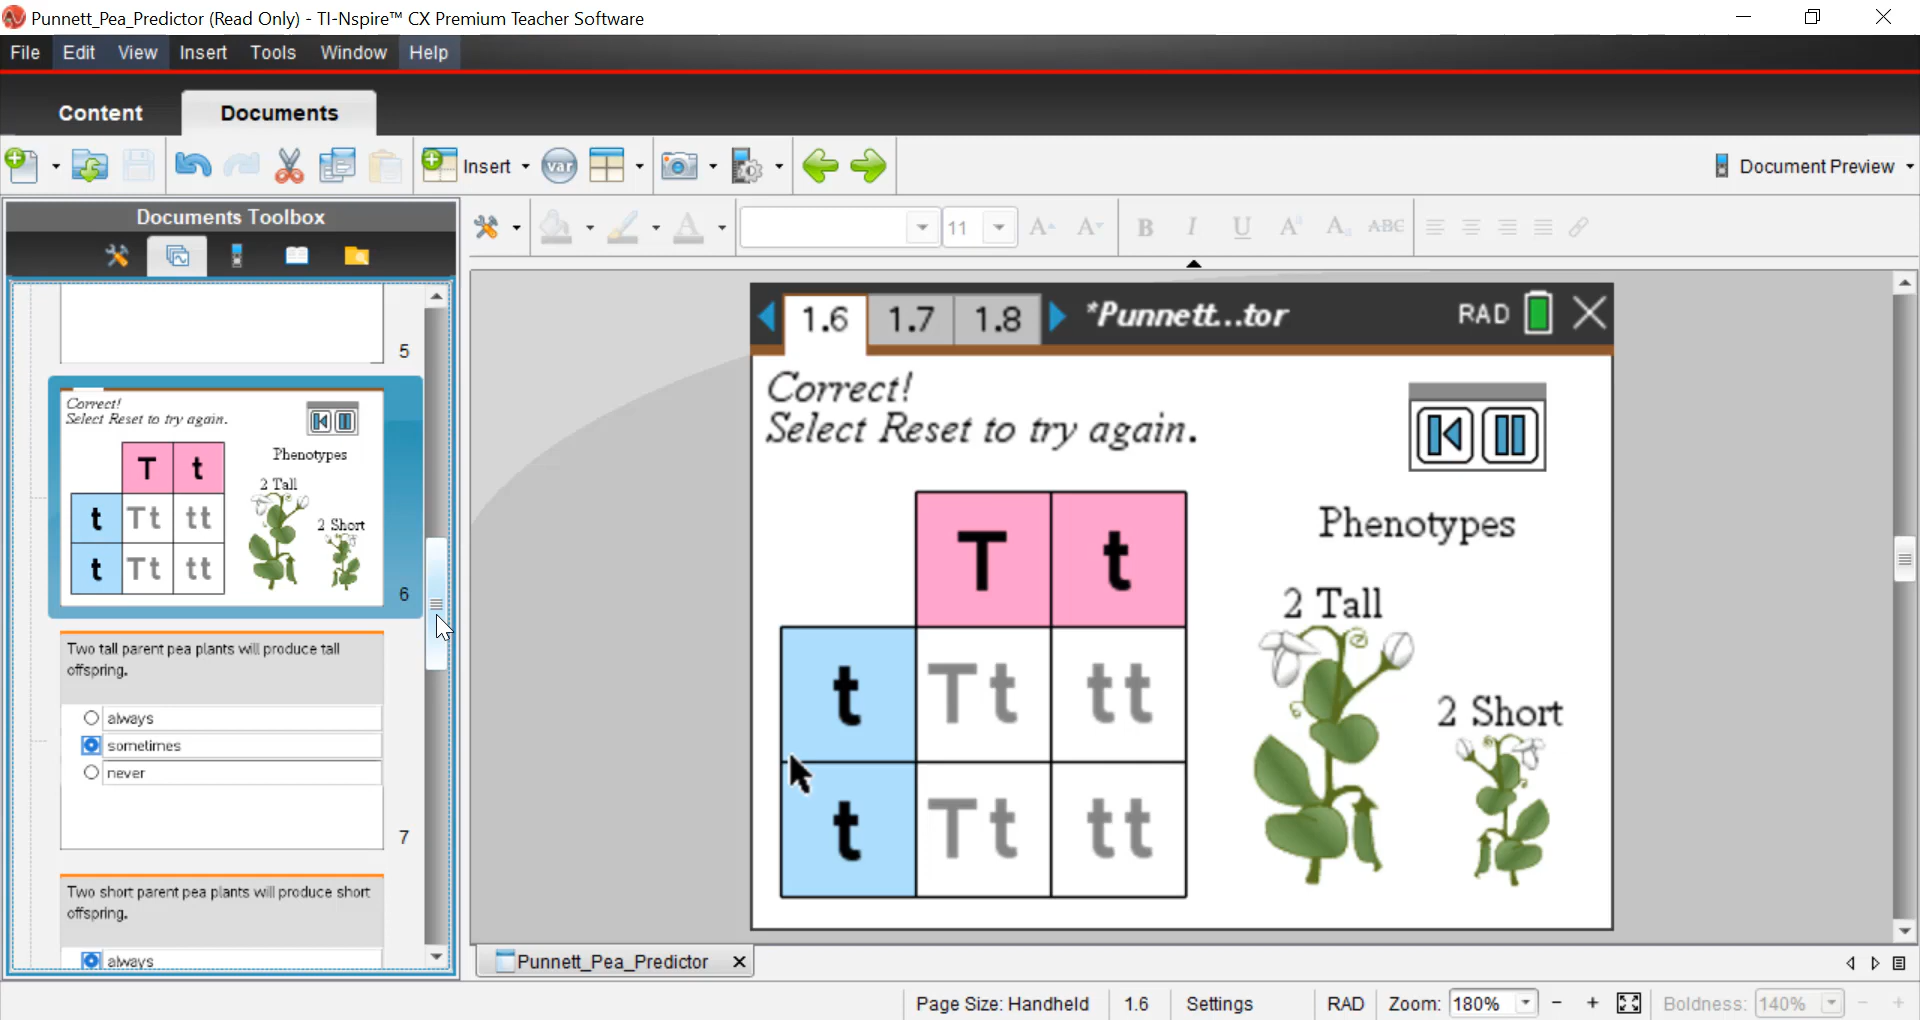 Punnett_Pea_Predictor (Read Only) - TI-Nspire™ CX Premium Teacher Software
File Edit View Insert Tools Window Help
Content Documents
Insert var Document Preview
Documents Toolbox
11 A A B I U A A ABC
5
Correct!
Select Reset to try again.
Phenotypes
T t
2 Tall
t Tt tt
2 Short
t Tt tt
6
Two tall parent pea plants will produce tall
offspring.
always
sometimes
never
7
Two short parent pea plants will produce short
offspring.
always
1.6 1.7 1.8 *Punnett...tor RAD
Correct!
Select Reset to try again.
Phenotypes
T t
2 Tall
t Tt tt
2 Short
t Tt tt
Punnett_Pea_Predictor
Page Size: Handheld 1.6 Settings RAD Zoom: 180% - + Boldness: 140% - +